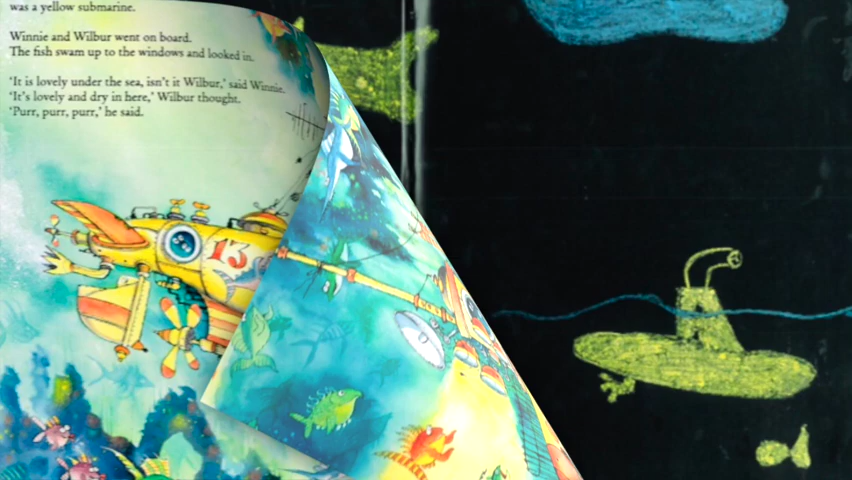 was a yellow submarine.
Winnie and Wilbur went on board.
The fish swam up to the windows and looked in.
‘It is lovely under the sea, isn't it Wilbur,’ said Winnie.
‘It's lovely and dry in here,’ Wilbur thought.
‘Purr, purr, purr,’ he said.
13